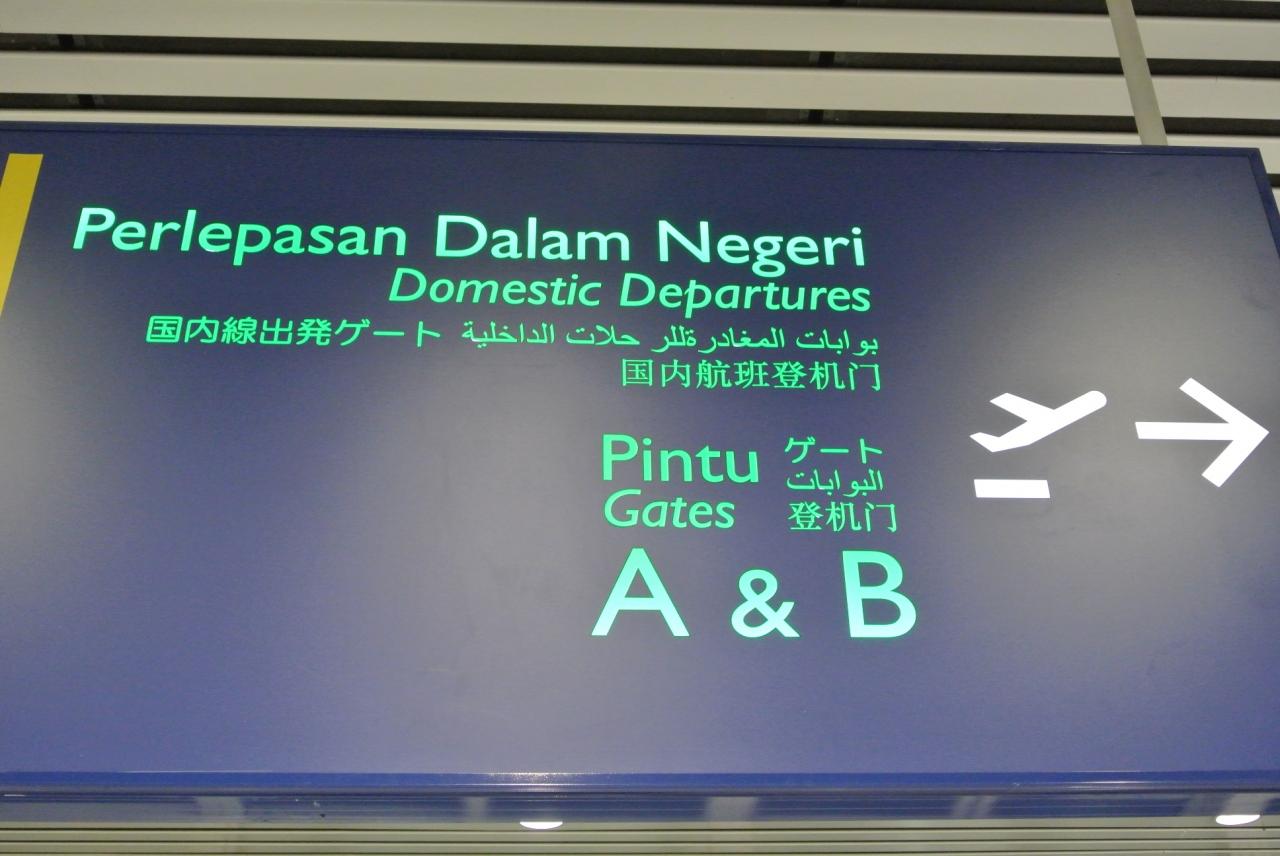 Perlepasan Dalam Negeri
Domestic Departures
国内線出発ゲート بوابات المغادرةللر حلات الداخلية
国内航班登机门
Pintu ゲート
البوابات
Gates 登机门
A & B